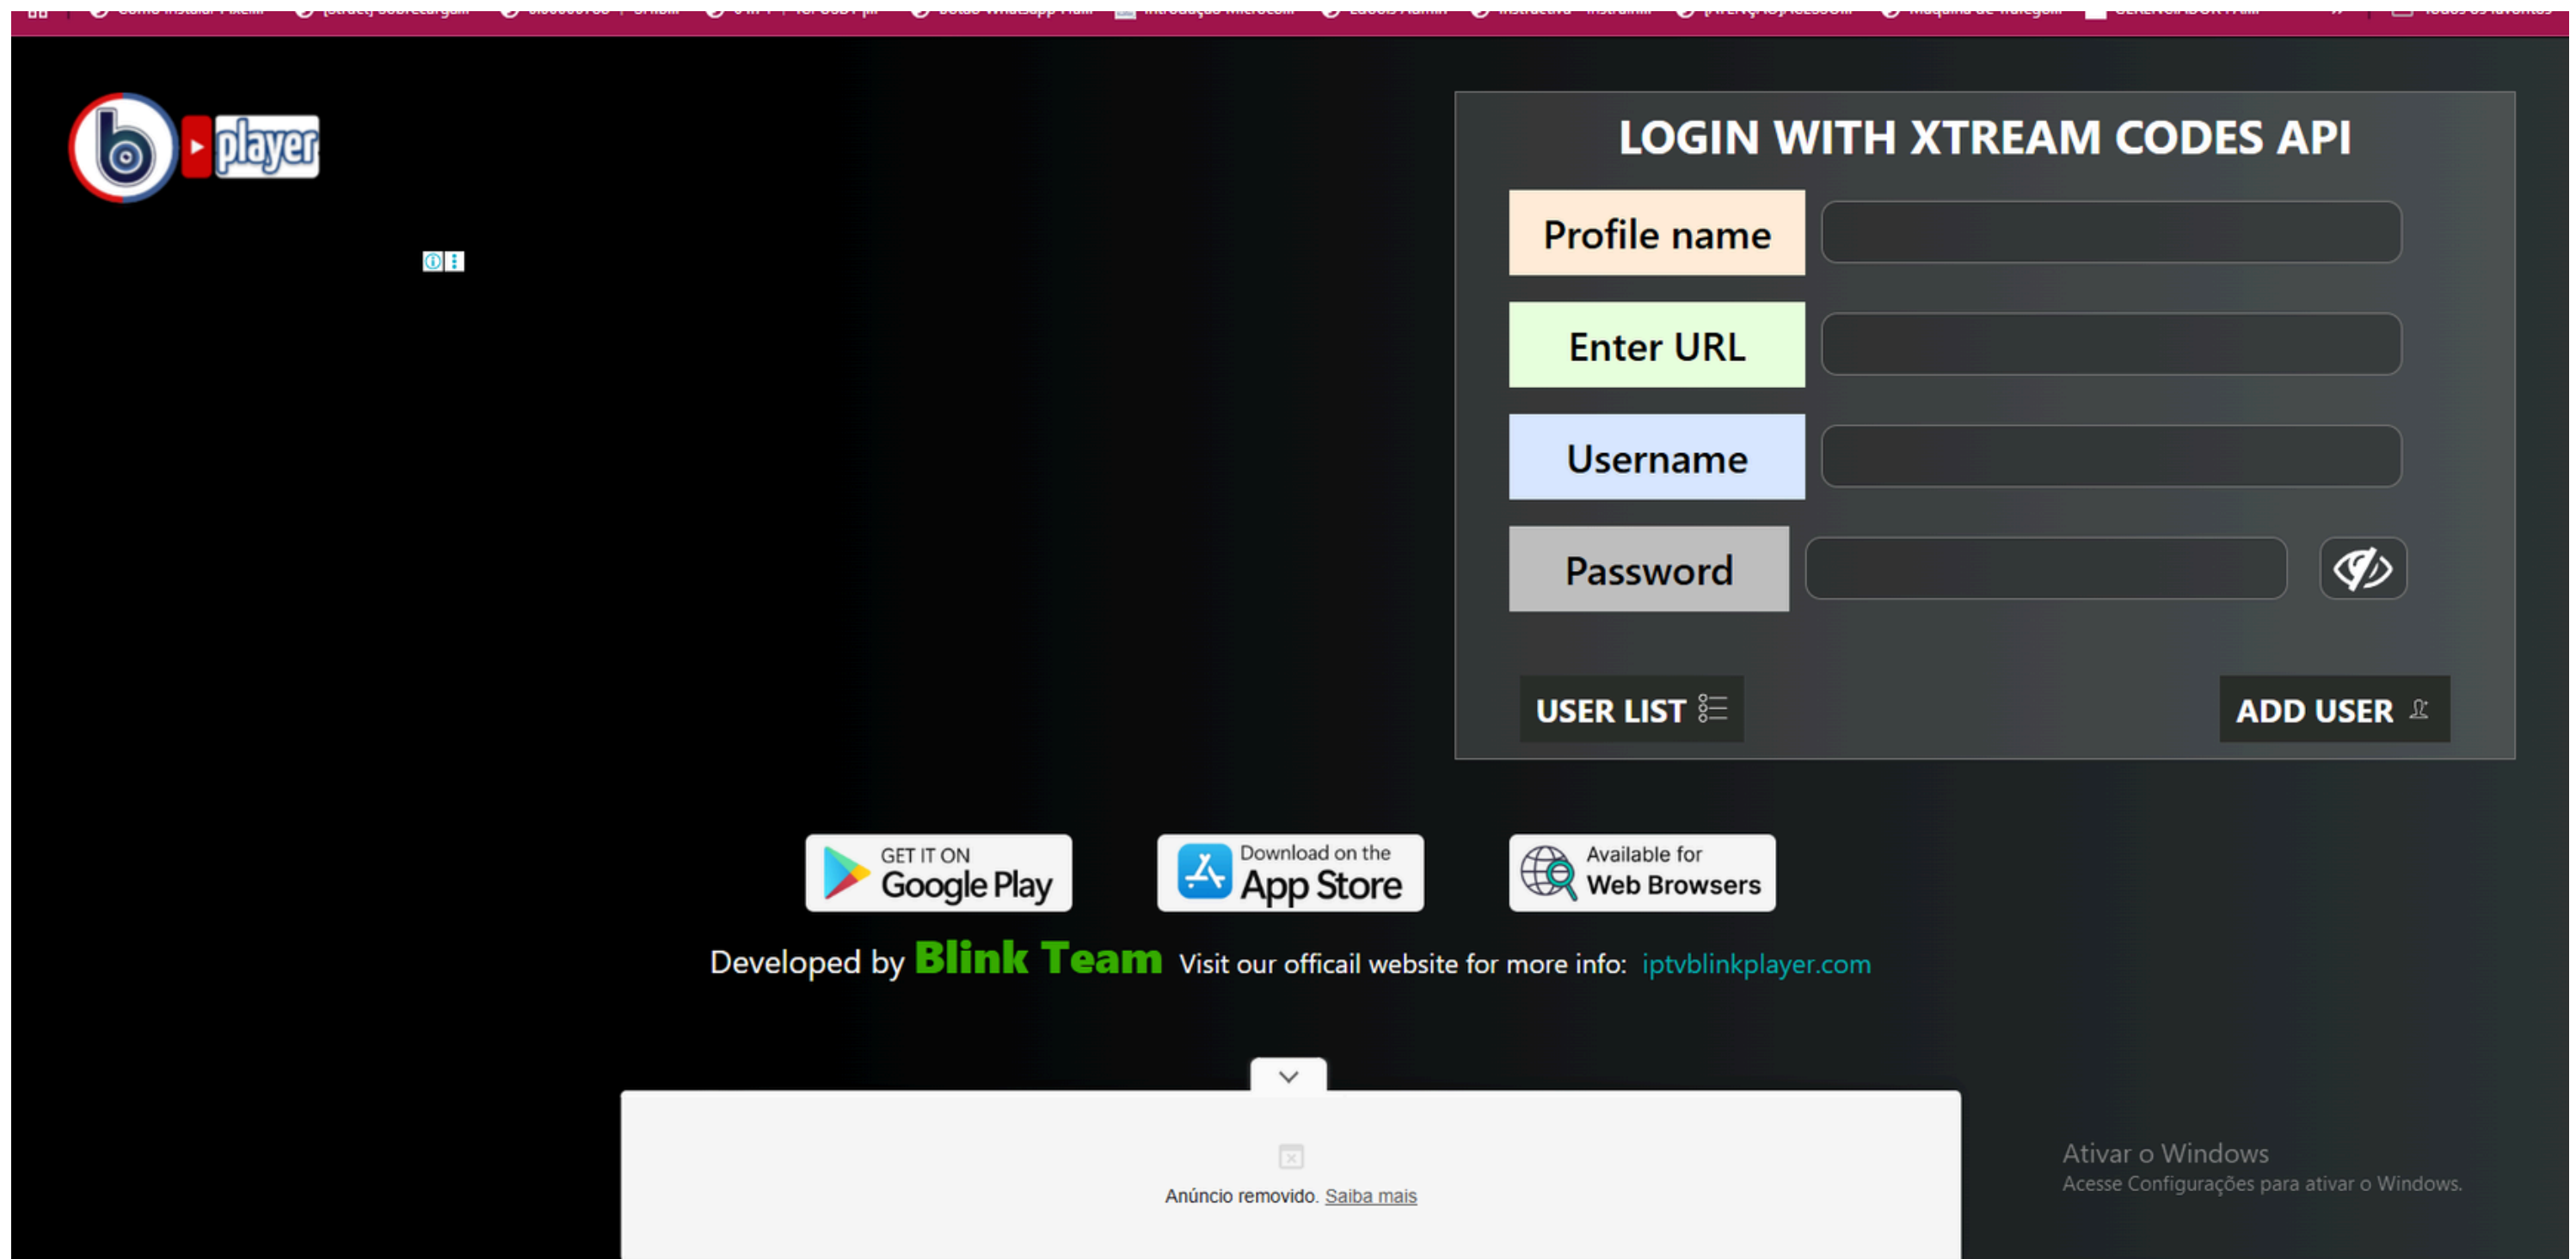 b player
LOGIN WITH XTREAM CODES API
Profile name
Enter URL
Username
Password
USER LIST
ADD USER
GET IT ON
Google Play
Download on the
App Store
Available for
Web Browsers
Developed by Blink Team Visit our officail website for more info: iptvblinkplayer.com
Anúncio removido. Saiba mais
Ativar o Windows
Acesse Configurações para ativar o Windows.